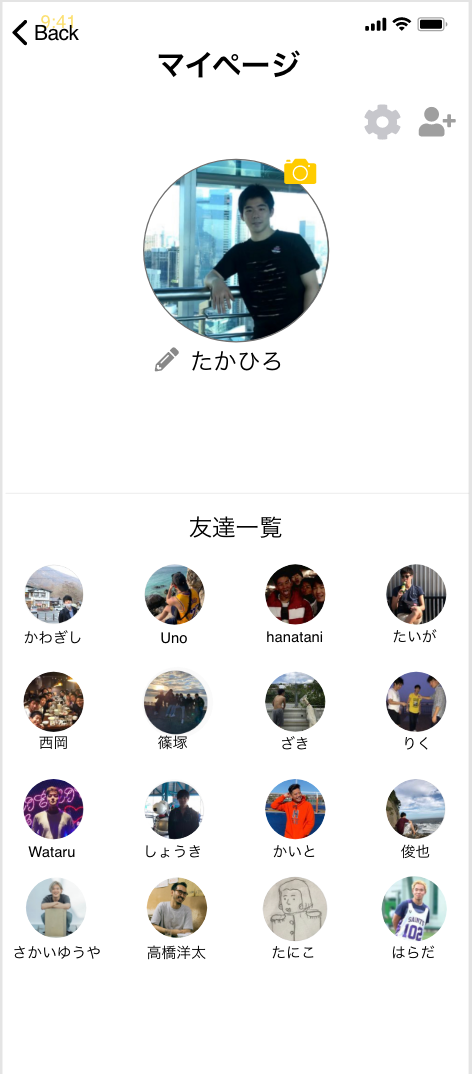 9:41
Back
マイページ
たかひろ
友達一覧
かわぎし Uno hanatani たいが
西岡 篠塚 ざき りく
Wataru しょうき かいと 俊也
さかいゆうや 高橋洋太 たにこ はらだ
SAINTS
102